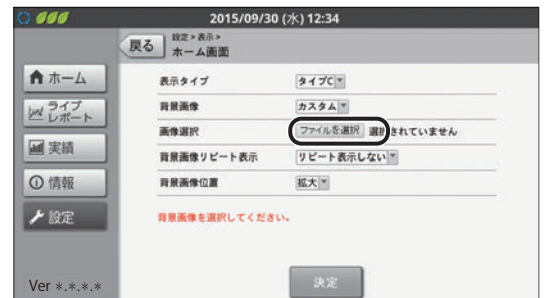 2015/09/30 (水) 12:34
戻る
設定>表示>
ホーム画面
ホーム
ライブ
レポート
実績
情報
設定
Ver *.*.*.*
表示タイプ タイプC
背景画像 カスタム
画像選択 ファイルを選択 選択されていません
背景画像リピート表示 リピート表示しない
背景画像位置 拡大
背景画像を選択してください。
決定